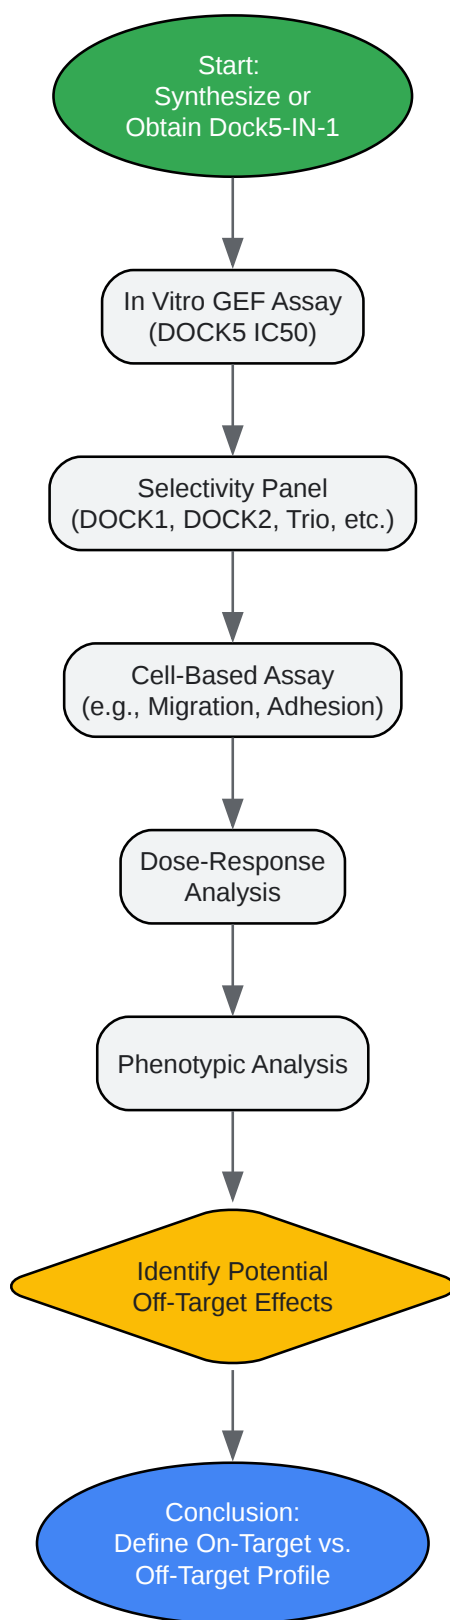 Start:
Synthesize or
Obtain Dock5-IN-1
In Vitro GEF Assay
(DOCK5 IC50)
Selectivity Panel
(DOCK1, DOCK2, Trio, etc.)
Cell-Based Assay
(e.g., Migration, Adhesion)
Dose-Response
Analysis
Phenotypic Analysis
Identify Potential
Off-Target Effects
Conclusion:
Define On-Target vs.
Off-Target Profile